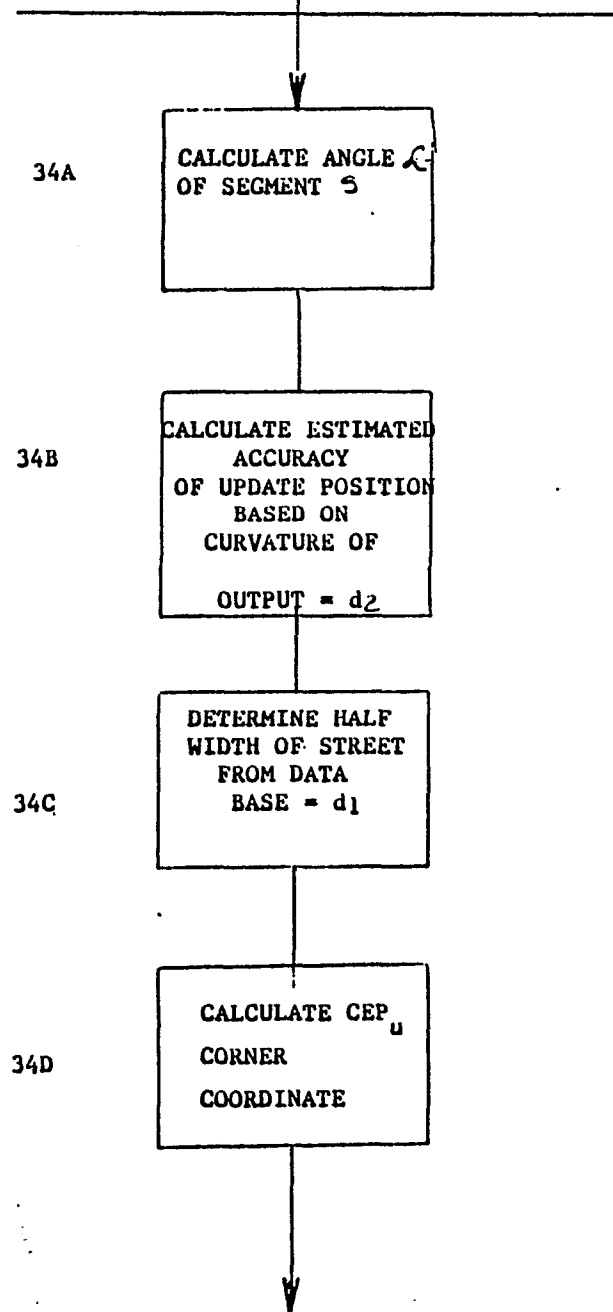 34A
CALCULATE ANGLE
OF SEGMENT S
34B
CALCULATE ESTIMATED
ACCURACY
OF UPDATE POSITION
BASED ON
CURVATURE OF
OUTPUT = d2
34C
DETERMINE HALF
WIDTH OF STREET
FROM DATA
BASE = d1
34D
CALCULATE CEPu
CORNER
COORDINATE